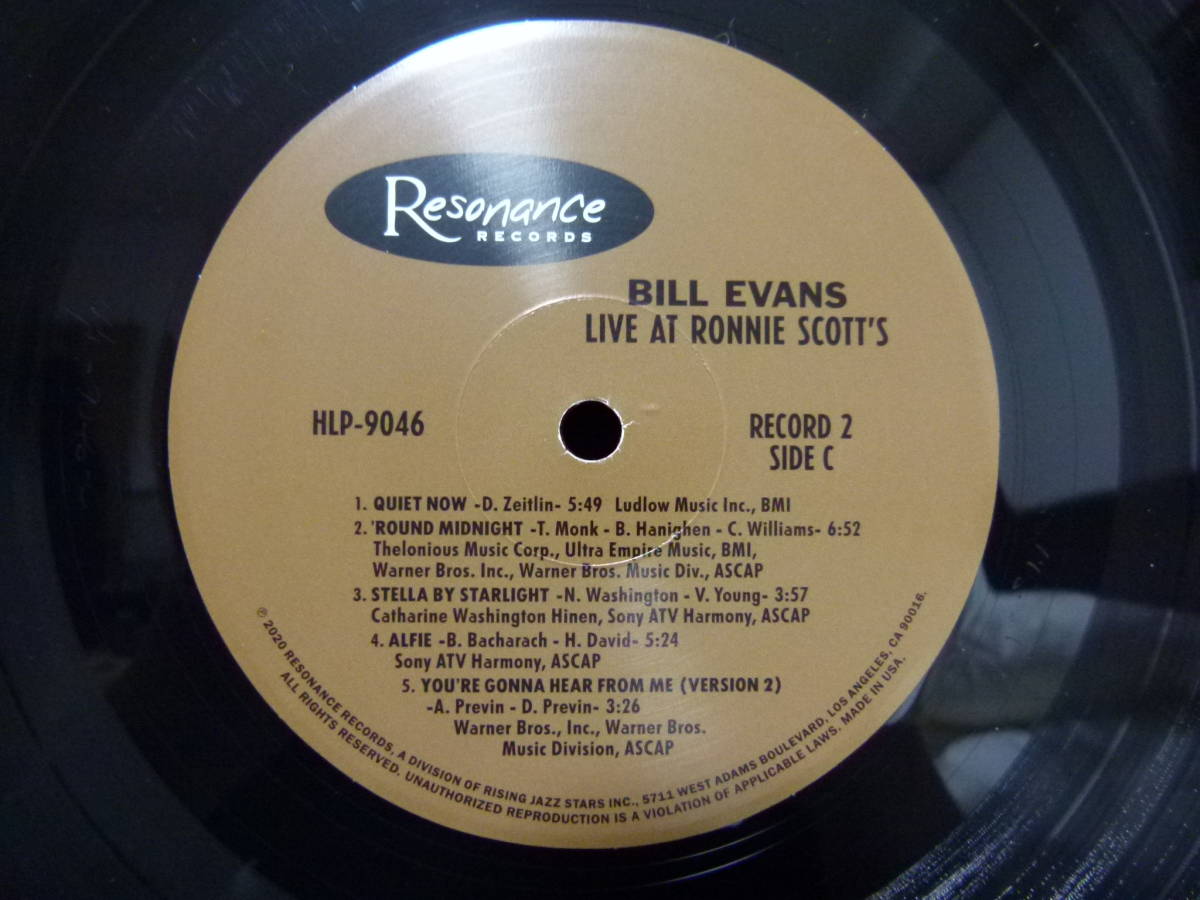 Resonance
RECORDS
BILL EVANS
LIVE AT RONNIE SCOTT'S
HLP-9046
RECORD 2
SIDE C
1. QUIET NOW -D. Zeitlin- 5:49 Ludlow Music Inc., BMI
2. 'ROUND MIDNIGHT -T. Monk - B. Hanighen - C. Williams- 6:52
Thelonious Music Corp., Ultra Empire Music, BMI,
Warner Bros. Inc., Warner Bros. Music Div., ASCAP
3. STELLA BY STARLIGHT -N. Washington - V. Young- 3:57
Catharine Washington Hinen, Sony ATV Harmony, ASCAP
4. ALFIE -B. Bacharach - H. David- 5:24
Sony ATV Harmony, ASCAP
5. YOU'RE GONNA HEAR FROM ME (VERSION 2)
-A. Previn - D. Previn- 3:26
Warner Bros., Inc., Warner Bros.
Music Division, ASCAP
℗ 2020 RESONANCE RECORDS, A DIVISION OF RISING JAZZ STARS INC., 5711 WEST ADAMS BOULEVARD, LOS ANGELES, CA 90016.
ALL RIGHTS RESERVED. UNAUTHORIZED REPRODUCTION IS A VIOLATION OF APPLICABLE LAWS. MADE IN USA.